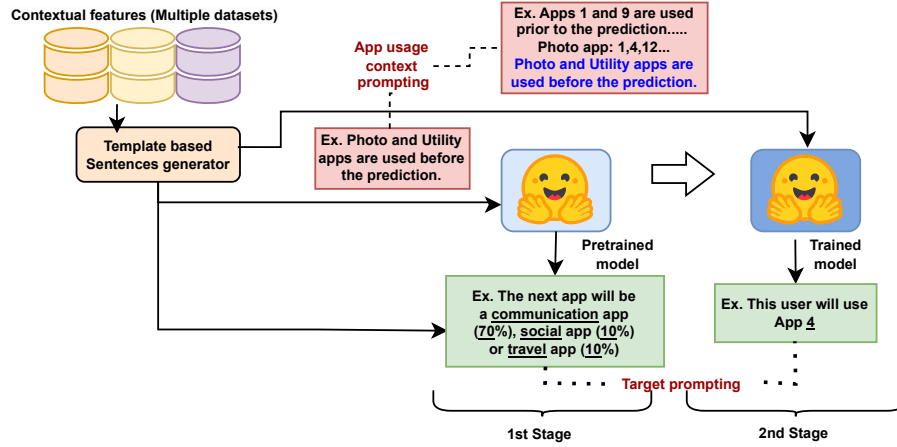 Contextual features (Multiple datasets)
App usage
context
prompting
Ex. Apps 1 and 9 are used
prior to the prediction.....
Photo app: 1,4,12...
Photo and Utility apps are
used before the prediction.
Template based
Sentences generator
Ex. Photo and Utility
apps are used before
the prediction.
Pretrained
model
Trained
model
Ex. The next app will be
a communication app
(70%), social app (10%)
or travel app (10%)
Ex. This user will use
App 4
Target prompting
1st Stage
2nd Stage